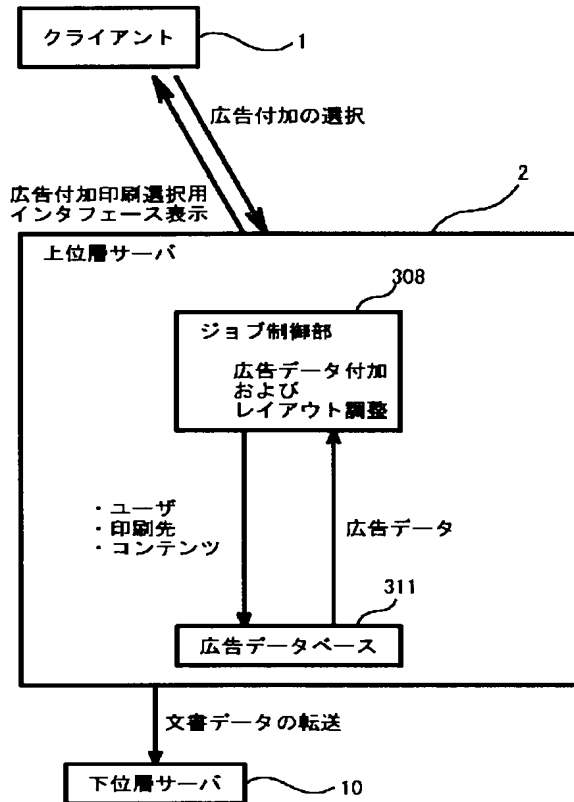 クライアント
1
広告付加の選択
広告付加印刷選択用
インタフェース表示
2
上位層サーバ
308
ジョブ制御部
広告データ付加
および
レイアウト調整
・ユーザ
・印刷先
・コンテンツ
広告データ
311
広告データベース
文書データの転送
下位層サーバ
10